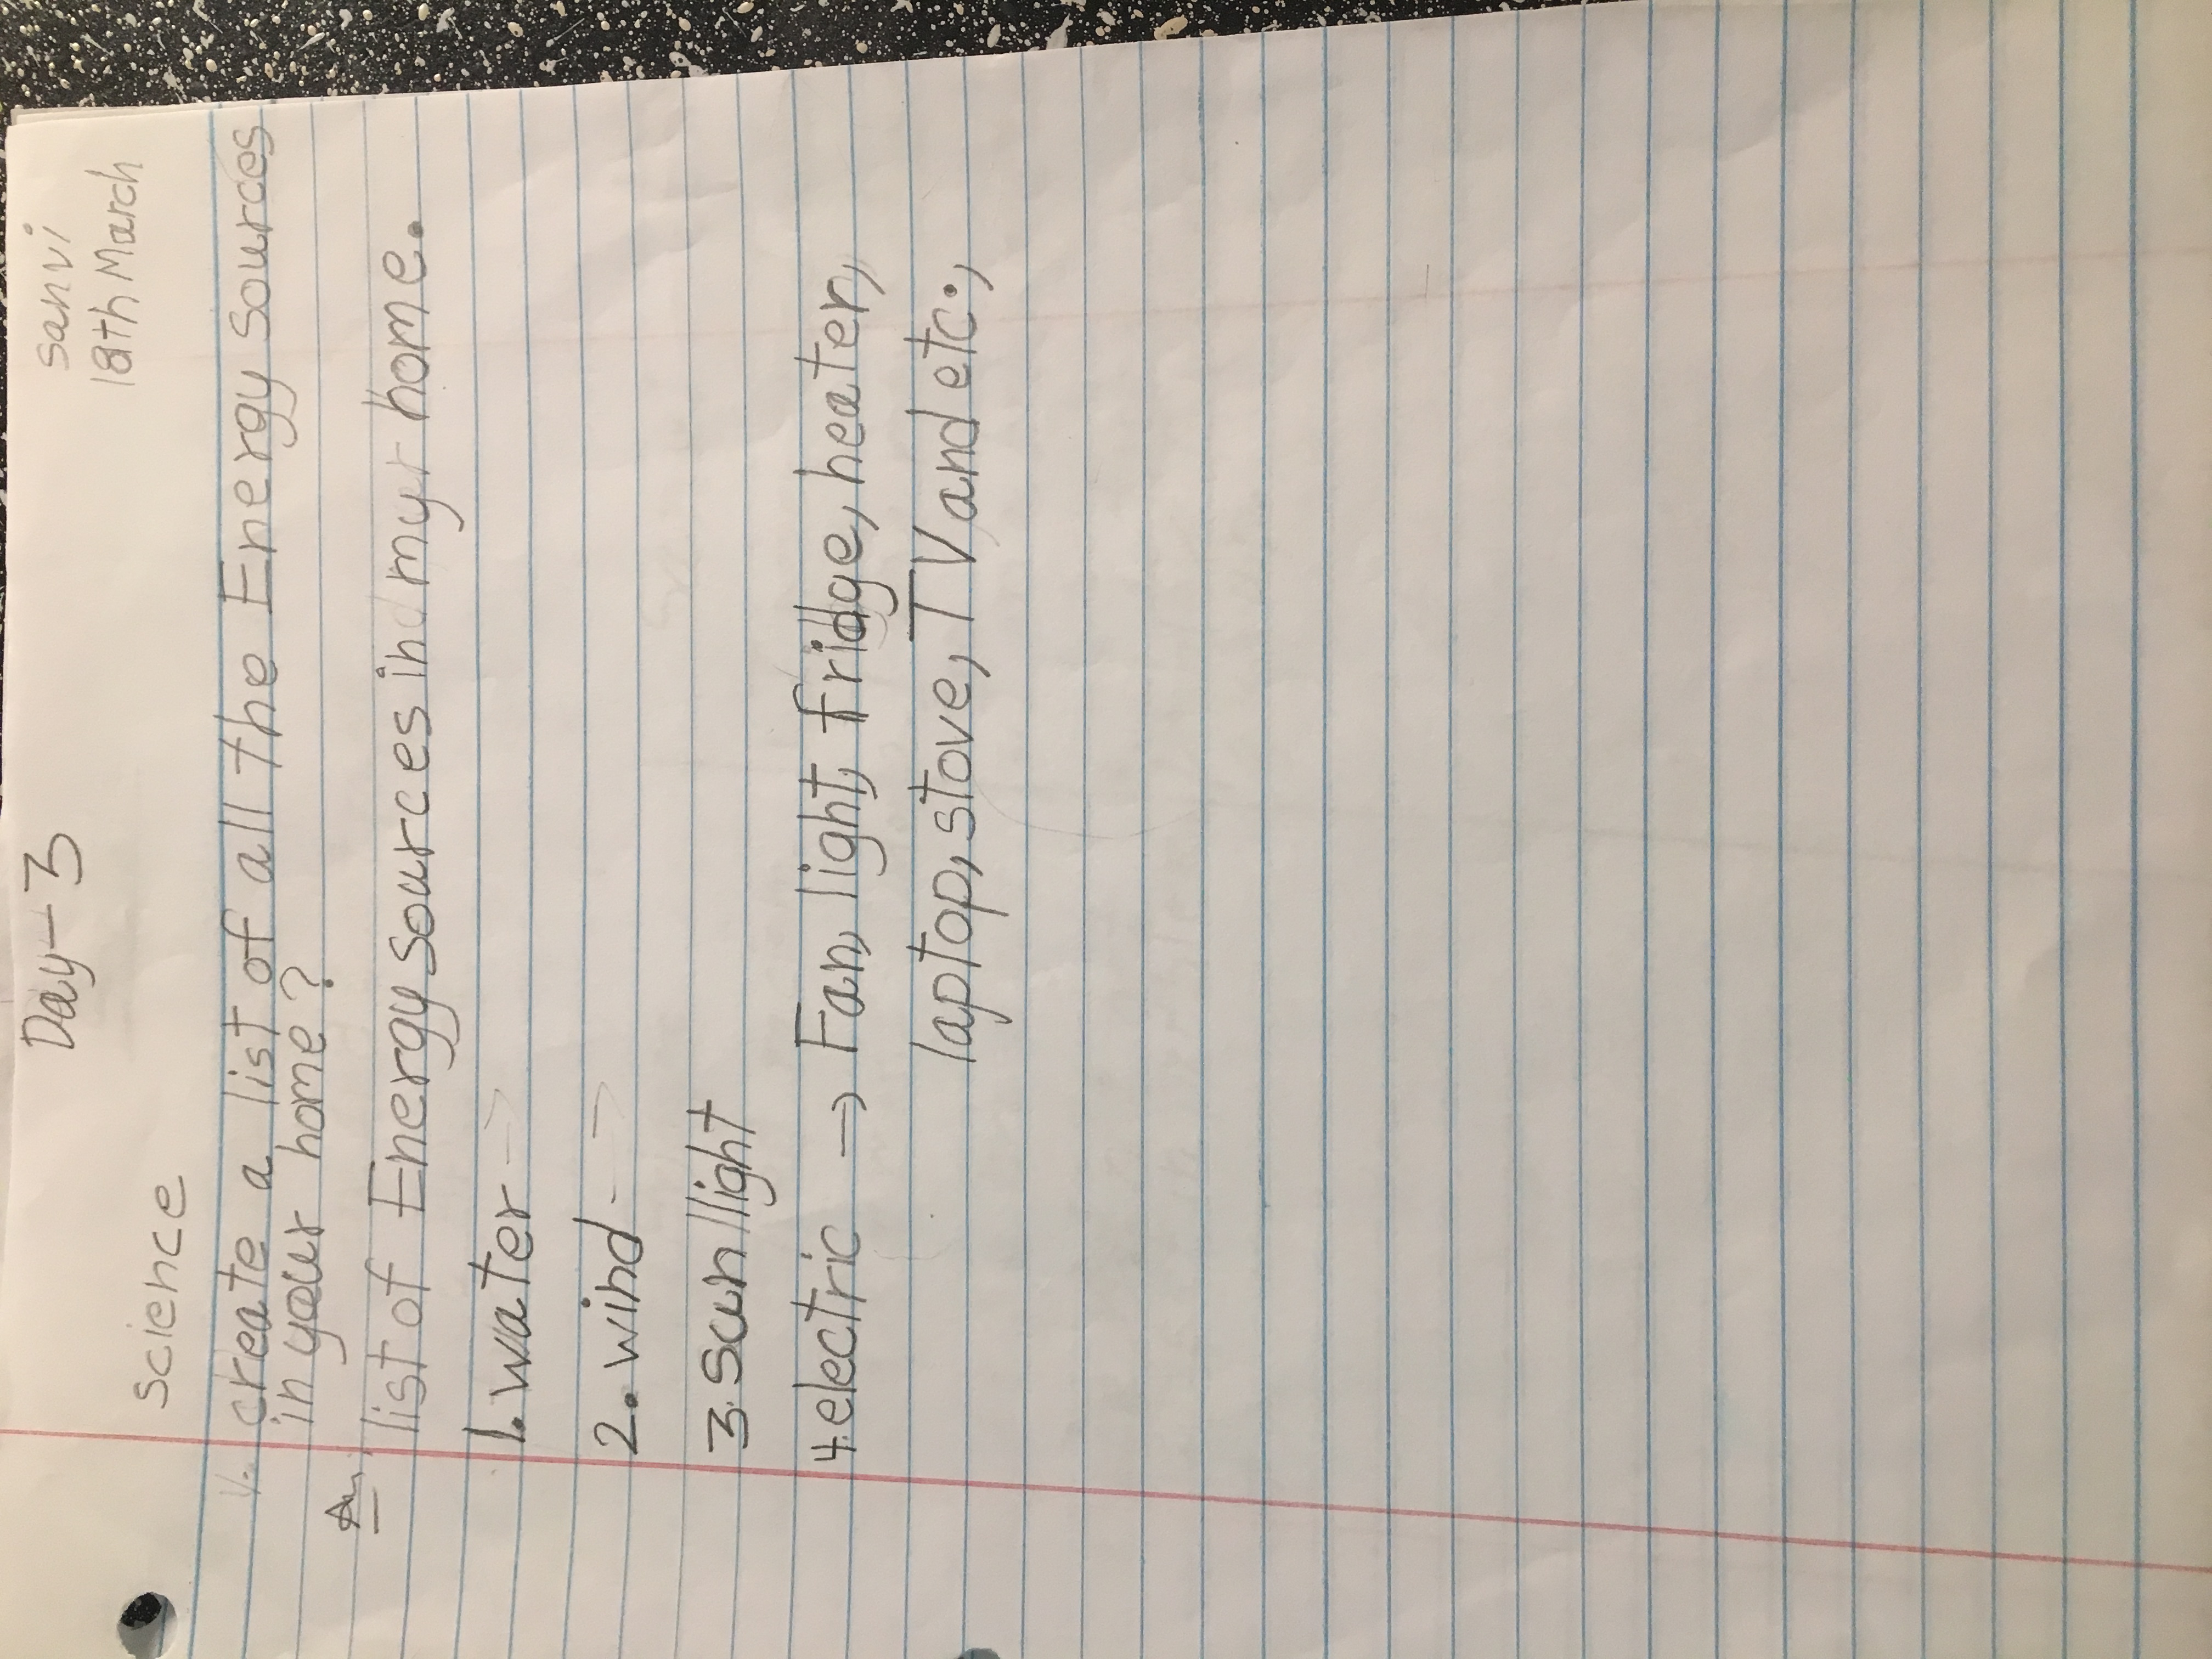 Day-3
sanvi
18th March
science
1. create a list of all the Energy sources
in your home?
An
list of Energy sources in my home.
1. water →
2. wind - →
3. sun/light
4. electric → Fan, light, fridge, heater,
laptop, stove, TV and etc.,